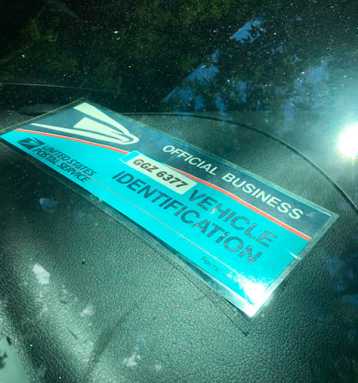 OFFICIAL BUSINESS
GGZ 6377
UNITED STATES
POSTAL SERVICE
VEHICLE
IDENTIFICATION